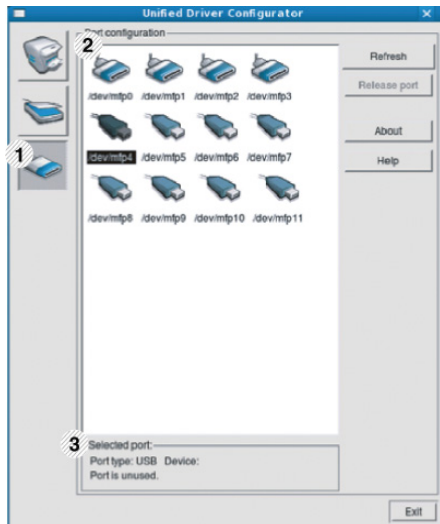 Unified Driver Configurator
2
Port configuration
/dev/mfp0 /dev/mfp1 /dev/mfp2 /dev/mfp3
Refresh
Release port
1
/dev/mfp4 /dev/mfp5 /dev/mfp6 /dev/mfp7
About
Help
/dev/mfp8 /dev/mfp9 /dev/mfp10 /dev/mfp11
3
Selected port:
Port type: USB Device:
Port is unused.
Exit